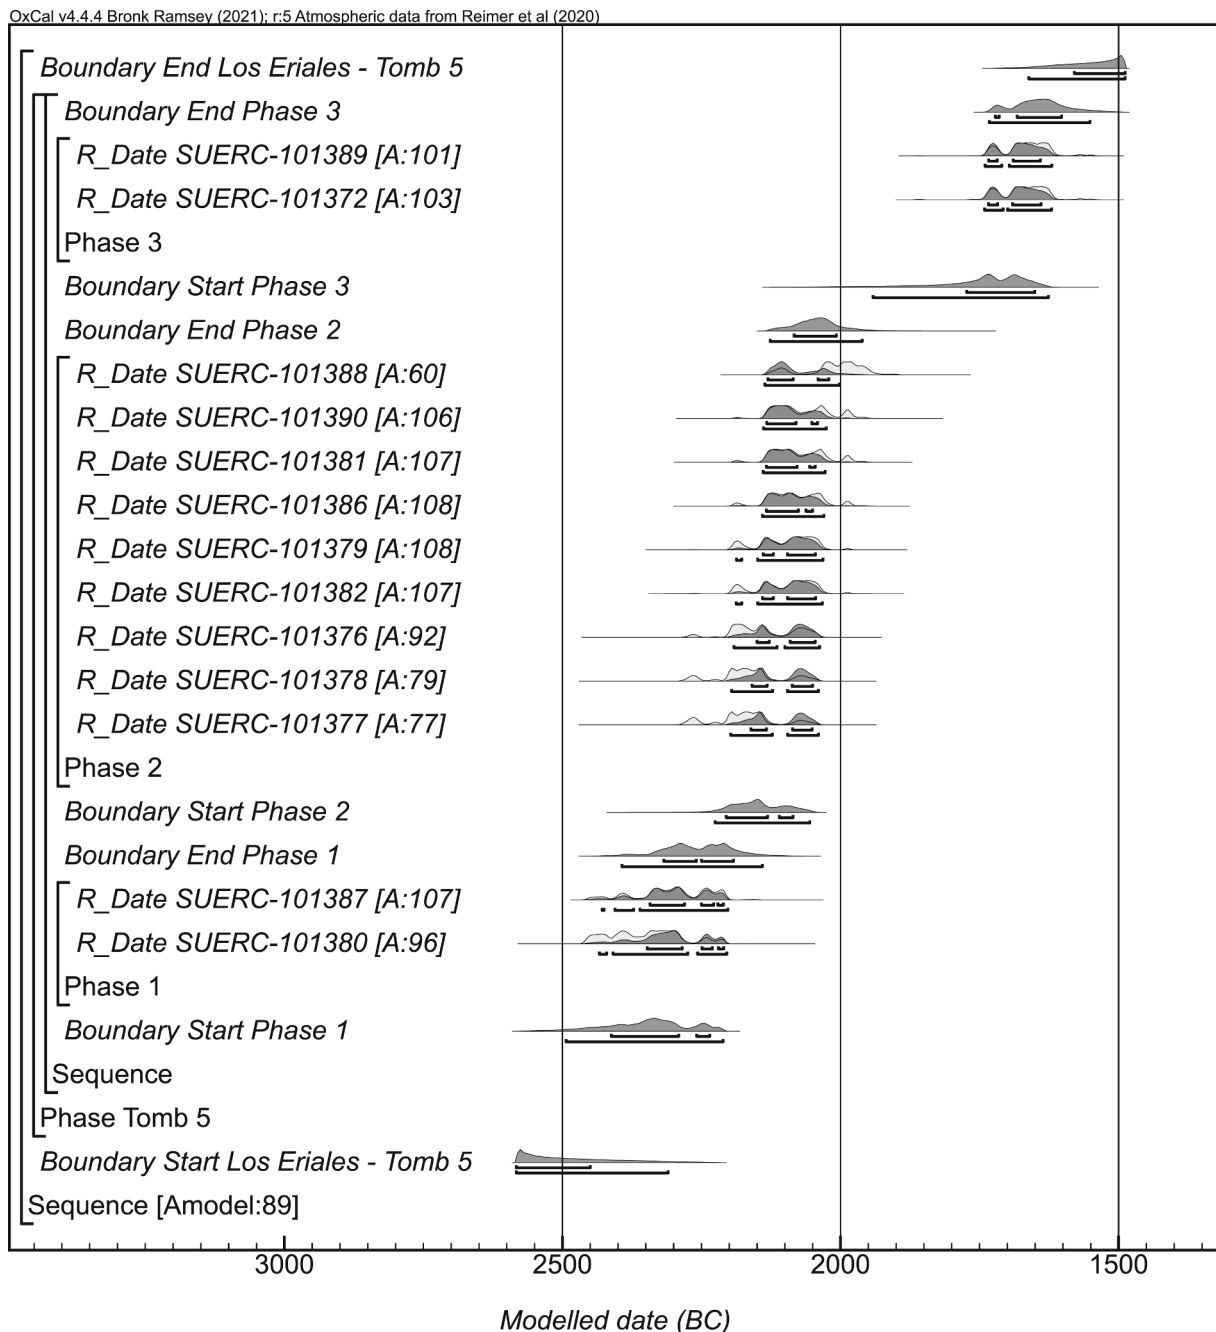 OxCal v4.4.4 Bronk Ramsey (2021); r:5 Atmospheric data from Reimer et al (2020)
Boundary End Los Eriales - Tomb 5
Boundary End Phase 3
R_Date SUERC-101389 [A:101]
R_Date SUERC-101372 [A:103]
Phase 3
Boundary Start Phase 3
Boundary End Phase 2
R_Date SUERC-101388 [A:60]
R_Date SUERC-101390 [A:106]
R_Date SUERC-101381 [A:107]
R_Date SUERC-101386 [A:108]
R_Date SUERC-101379 [A:108]
R_Date SUERC-101382 [A:107]
R_Date SUERC-101376 [A:92]
R_Date SUERC-101378 [A:79]
R_Date SUERC-101377 [A:77]
Phase 2
Boundary Start Phase 2
Boundary End Phase 1
R_Date SUERC-101387 [A:107]
R_Date SUERC-101380 [A:96]
Phase 1
Boundary Start Phase 1
Sequence
Phase Tomb 5
Boundary Start Los Eriales - Tomb 5
Sequence [Amodel:89]
3000 2500 2000 1500
Modelled date (BC)